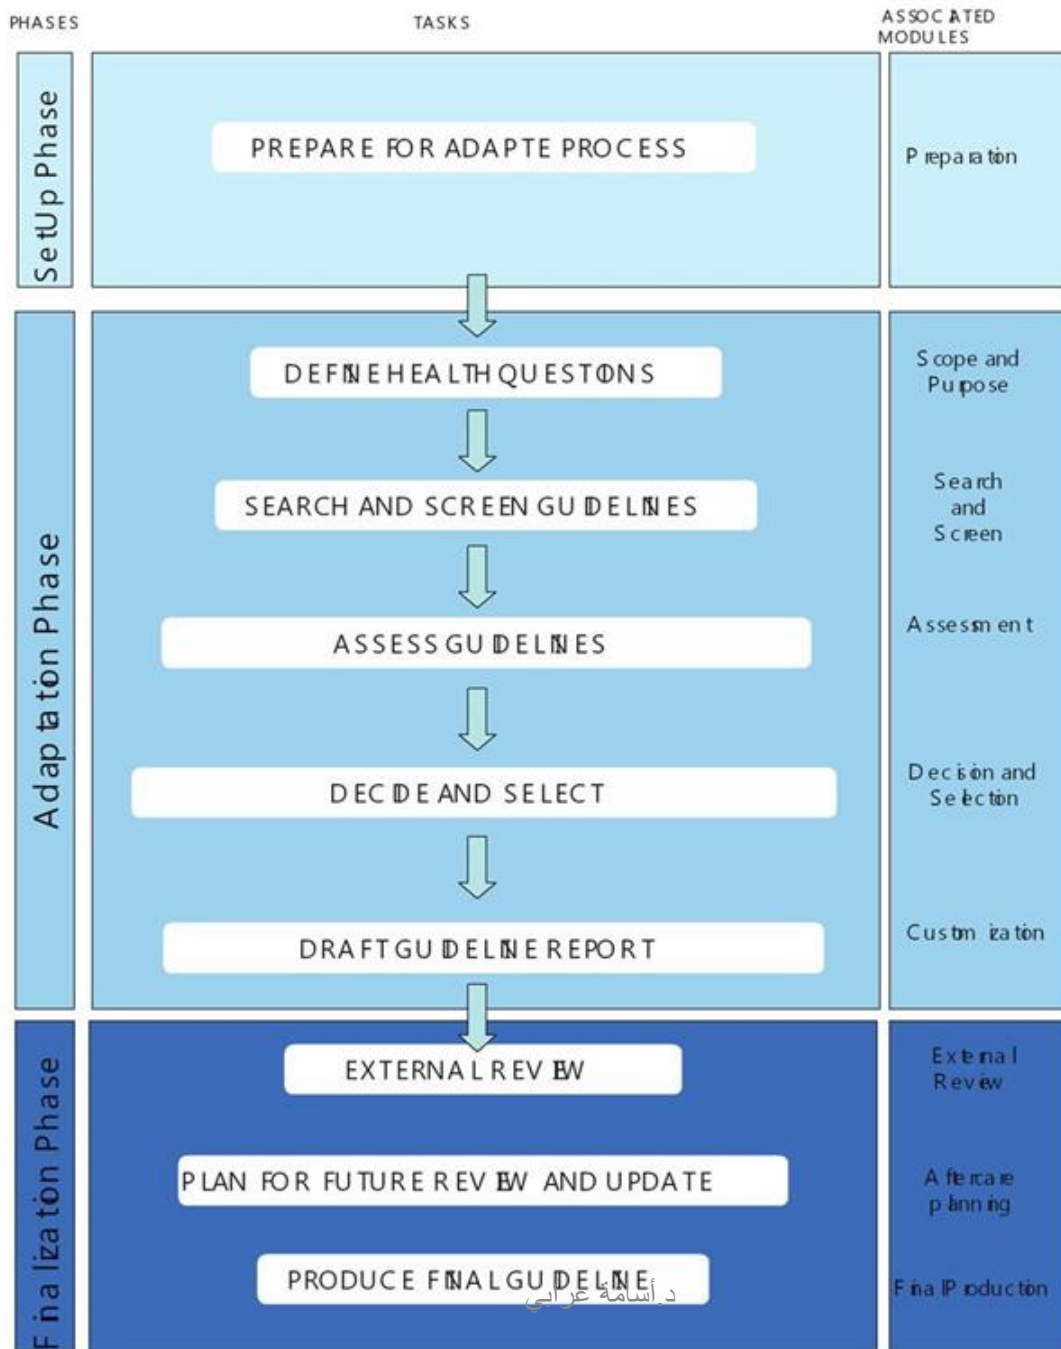 PHASES
TASKS
ASSOCIATED
MODULES
SetUp Phase
PREPARE FOR ADAPTE PROCESS
Preparation
Adaptation Phase
DEFINE HEALTH QUESTIONS
Scope and
Purpose
SEARCH AND SCREEN GUIDELINES
Search
and
Screen
ASSESS GUIDELINES
Assessment
DECIDE AND SELECT
Decision and
Selection
DRAFT GUIDELINE REPORT
Customization
Finalization Phase
EXTERNAL REVIEW
External
Review
PLAN FOR FUTURE REVIEW AND UPDATE
Aftercare
planning
PRODUCE FINAL GUIDELINE
Final Production
د.أسامة عرابي